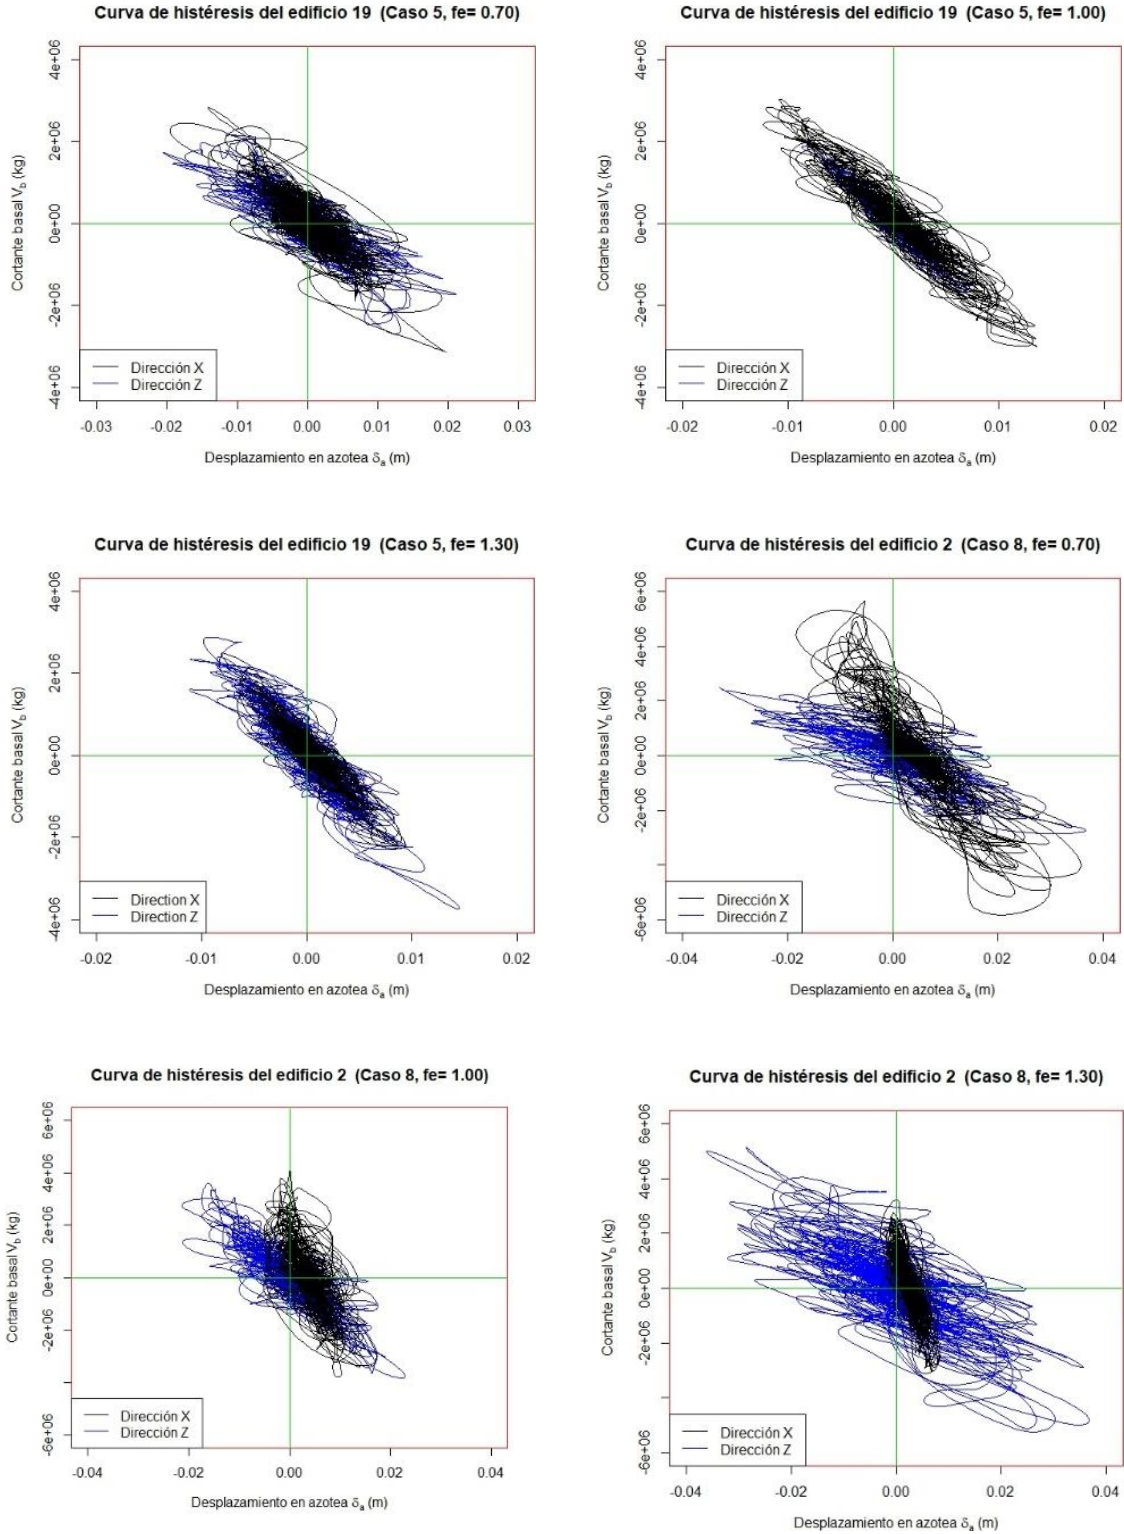 Curva de histéresis del edificio 19 (Caso 5, fe= 0.70)
Cortante basal Vb (kg)
4e+06
2e+06
0e+00
-2e+06
-4e+06
Dirección X
Dirección Z
-0.03 -0.02 -0.01 0.00 0.01 0.02 0.03
Desplazamiento en azotea δa (m)
Curva de histéresis del edificio 19 (Caso 5, fe= 1.00)
Cortante basal Vb (kg)
4e+06
2e+06
0e+00
-2e+06
-4e+06
Dirección X
Dirección Z
-0.02 -0.01 0.00 0.01 0.02
Desplazamiento en azotea δa (m)
Curva de histéresis del edificio 19 (Caso 5, fe= 1.30)
Cortante basal Vb (kg)
4e+06
2e+06
0e+00
-2e+06
-4e+06
Direction X
Direction Z
-0.02 -0.01 0.00 0.01 0.02
Desplazamiento en azotea δa (m)
Curva de histéresis del edificio 2 (Caso 8, fe= 0.70)
Cortante basal Vb (kg)
6e+06
4e+06
2e+06
0e+00
-2e+06
-6e+06
Dirección X
Dirección Z
-0.04 -0.02 0.00 0.02 0.04
Desplazamiento en azotea δa (m)
Curva de histéresis del edificio 2 (Caso 8, fe= 1.00)
Cortante basal Vb (kg)
6e+06
4e+06
2e+06
0e+00
-2e+06
-6e+06
Dirección X
Dirección Z
-0.04 -0.02 0.00 0.02 0.04
Desplazamiento en azotea δa (m)
Curva de histéresis del edificio 2 (Caso 8, fe= 1.30)
Cortante basal Vb (kg)
6e+06
4e+06
2e+06
0e+00
-2e+06
-6e+06
Dirección X
Dirección Z
-0.04 -0.02 0.00 0.02 0.04
Desplazamiento en azotea δa (m)